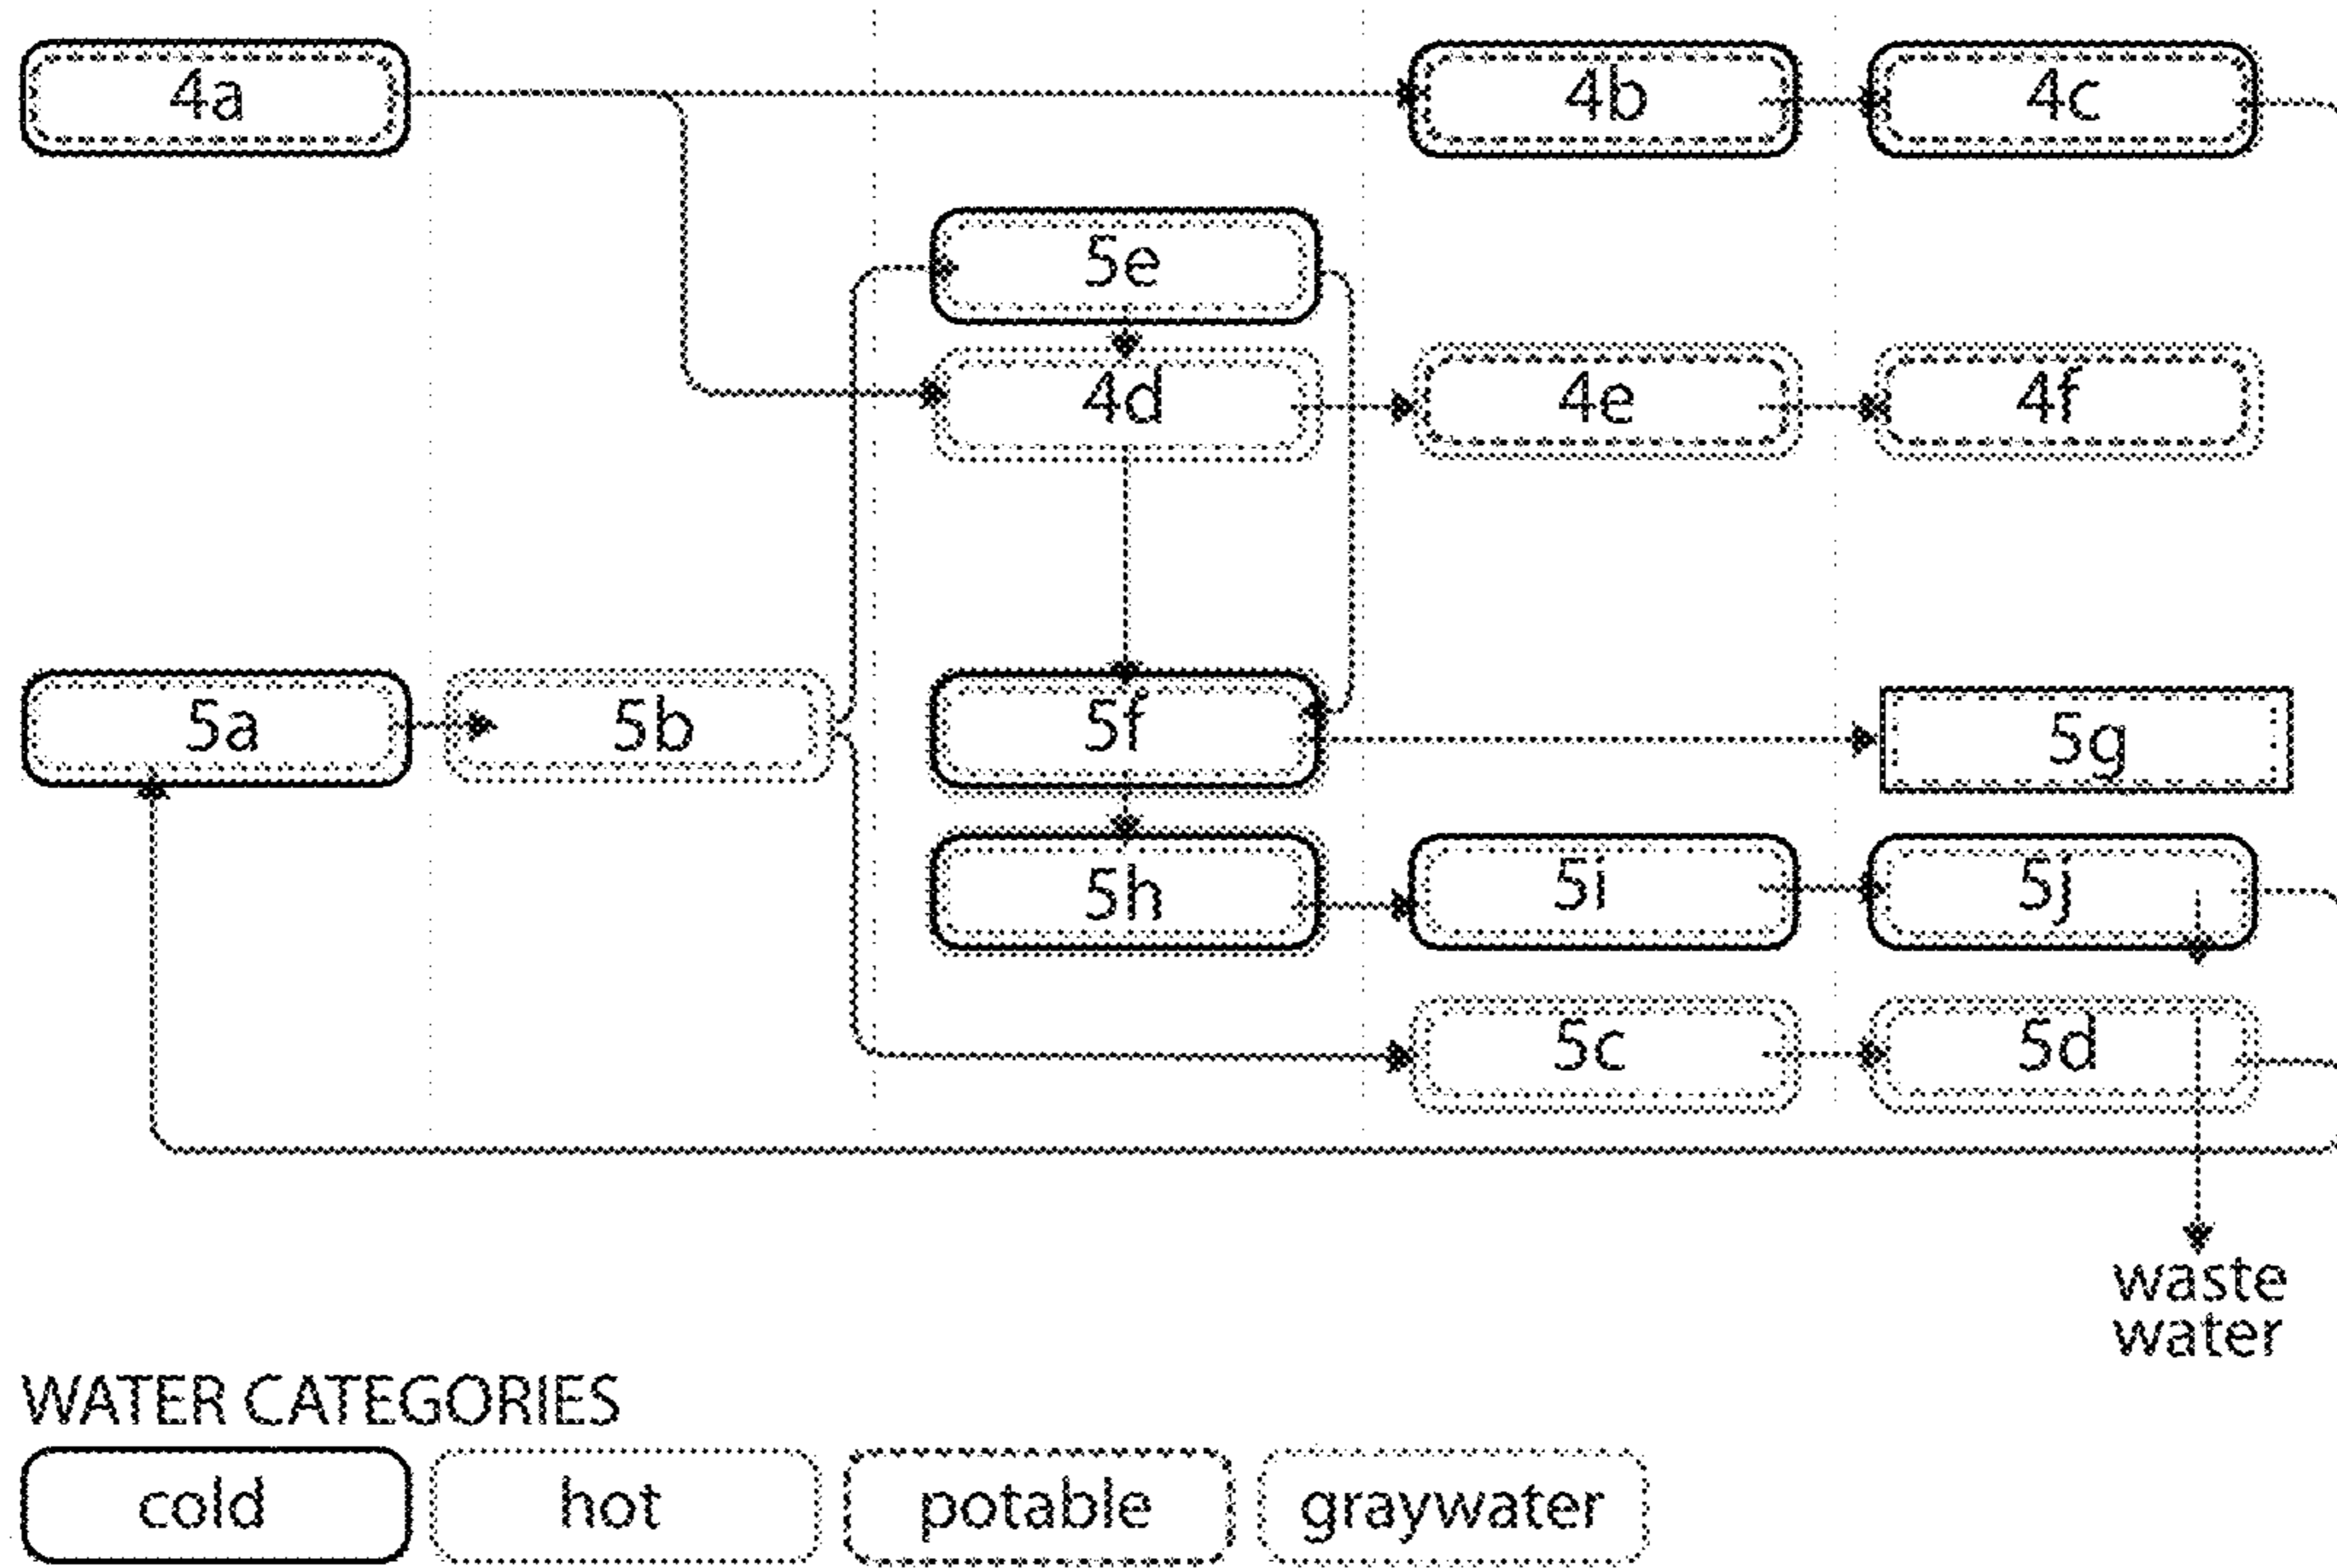 4a
4b
4c
5e
4d
4e
4f
5a
5b
5f
5g
5h
5i
5j
5c
5d
waste
water
WATER CATEGORIES
cold
hot
potable
graywater